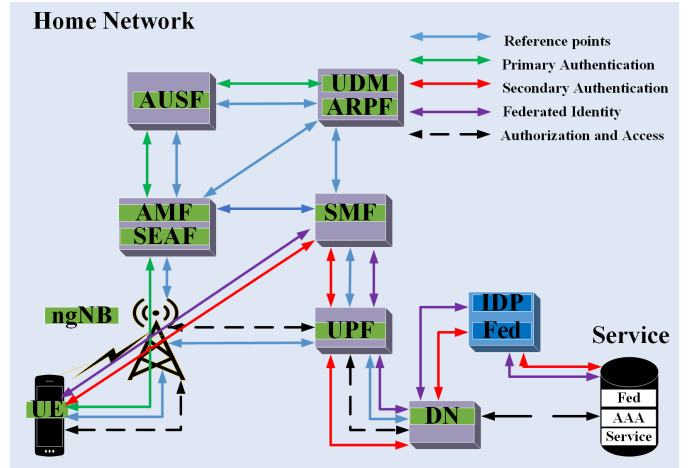 Home Network
Reference points
Primary Authentication
Secondary Authentication
Federated Identity
Authorization and Access
AUSF
UDM
ARPF
AMF
SEAF
SMF
ngNB
UPF
IDP
Fed
Service
UE
DN
Fed
AAA
Service